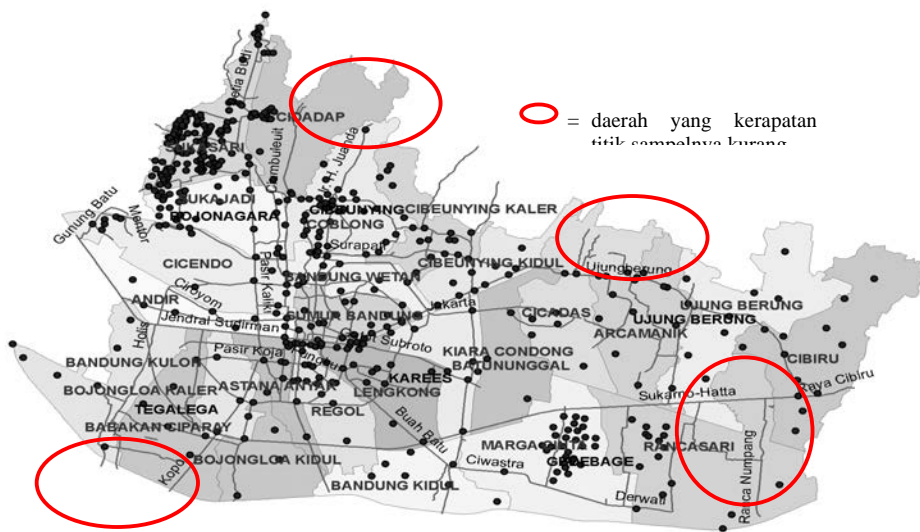 Setia Budi
CIDADAP
SUKASARI
Ciumbuleuit
Ir. H. Juanda
= daerah yang kerapatan
titik sampelnya kurang
Gunung Batu
SUKAJADI
BOJONAGARA
CIBEUNYING
CIBEUNYING KALER
COBLONG
Surapati
CICENDO
Pasir Kaliki
BANDUNG WETAN
CIBEUNYING KIDUL
Ujungberung
Ciroyom
ANDIR
Jendral Sudirman
SUMUR BANDUNG
Jakarta
CICADAS
UJUNG BERUNG
UJUNG BERUNG
ARCAMANIK
Holis
Subroto
BANDUNG KULON
Pasir Koja
KIARA CONDONG
BATUNUNGGAL
CIBIRU
Raya Cibiru
BOJONGLOA KALER
ASTANA ANYAR
KAREES
LENGKONG
Sukarno-Hatta
TEGALEGA
REGOL
BABAKAN CIPARAY
Buah Batu
MARGACINTA
RANCASARI
BOJONGLOA KIDUL
Kopo
Ciwastra
GEDEBAGE
Ranca Numpang
BANDUNG KIDUL
Derwati